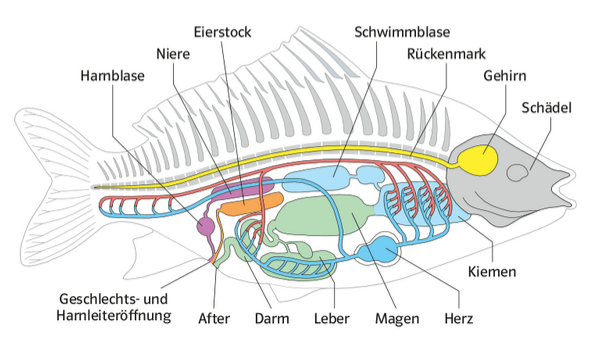 Eierstock
Schwimmblase
Niere
Rückenmark
Harnblase
Gehirn
Schädel
Kiemen
Geschlechts- und
Harnleiteröffnung
After
Darm
Leber
Magen
Herz